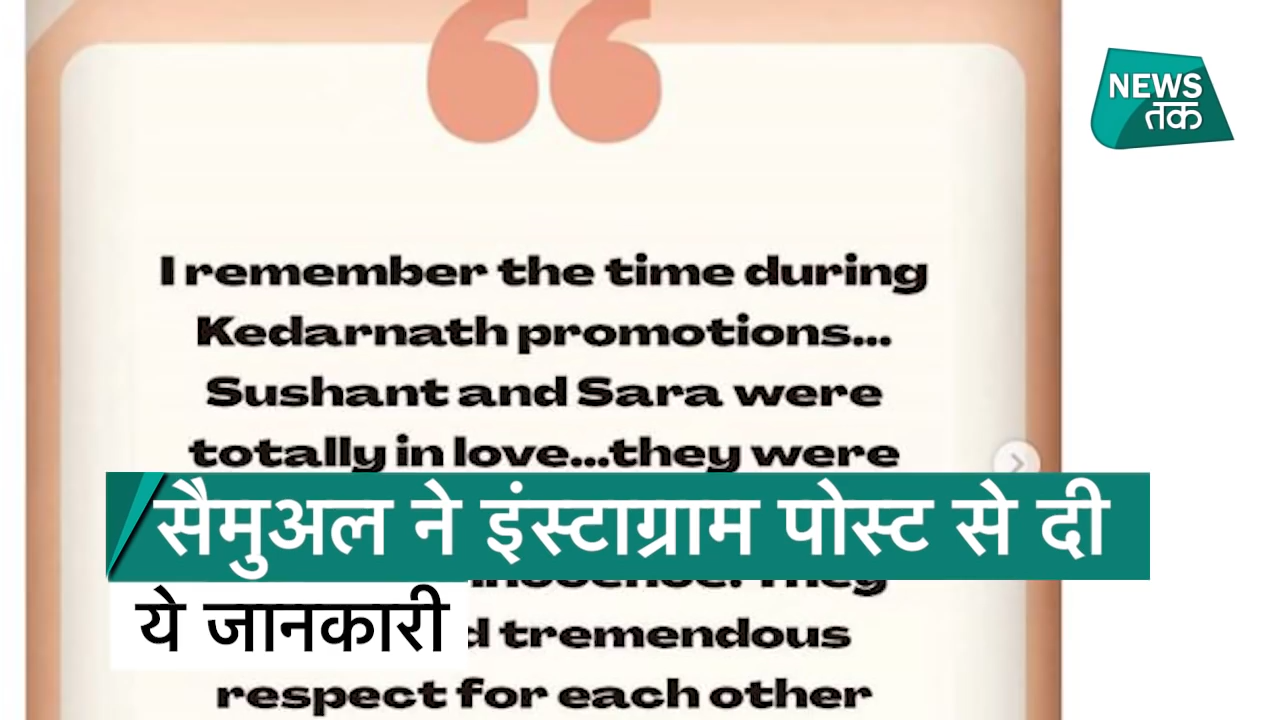 NEWS
तक
I remember the time during
Kedarnath promotions...
Sushant and Sara were
totally in love...they were
सैमुअल ने इंस्टाग्राम पोस्ट से दी
ये जानकारी
tremendous
respect for each other